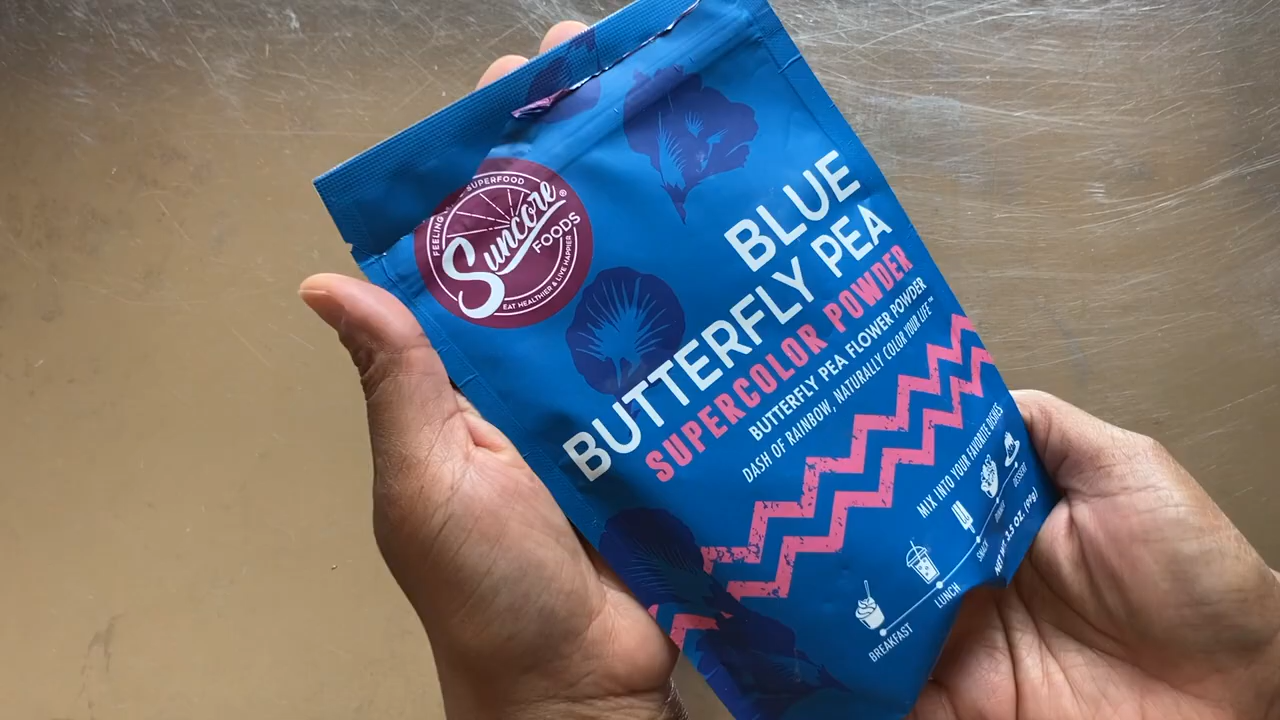 SUPERFOOD
Suncore®
FOODS
EAT HEALTHIER & LIVE HAPPIER
BLUE
BUTTERFLY PEA
SUPERCOLOR POWDER
BUTTERFLY PEA FLOWER POWDER
DASH OF RAINBOW, NATURALLY COLOR YOUR LIFE™
MIX INTO YOUR FAVORITE DISHES
BREAKFAST
LUNCH
SNACK
DINNER
DESSERT
NET WT. 3.5 OZ. (99g)